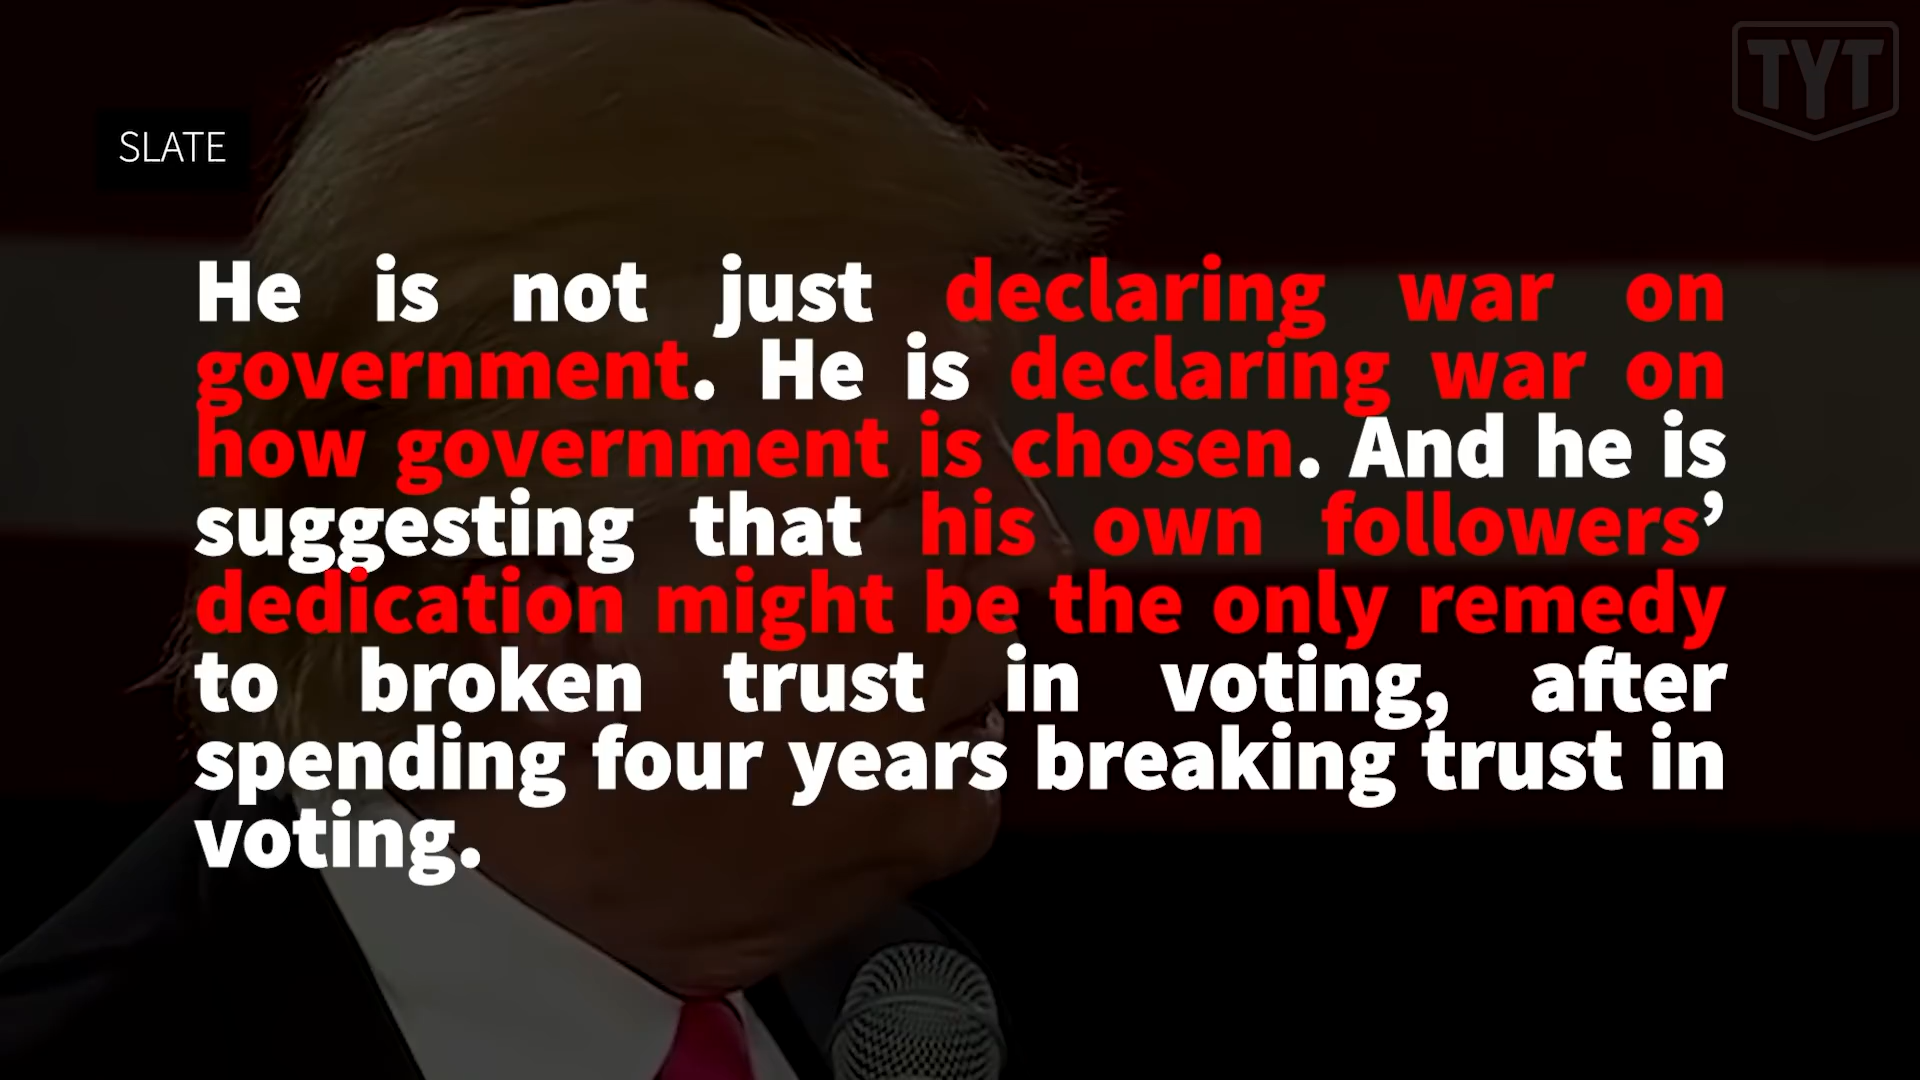 TYT
SLATE
He is not just declaring war on
government. He is declaring war on
how government is chosen. And he is
suggesting that his own followers’
dedication might be the only remedy
to broken trust in voting, after
spending four years breaking trust in
voting.